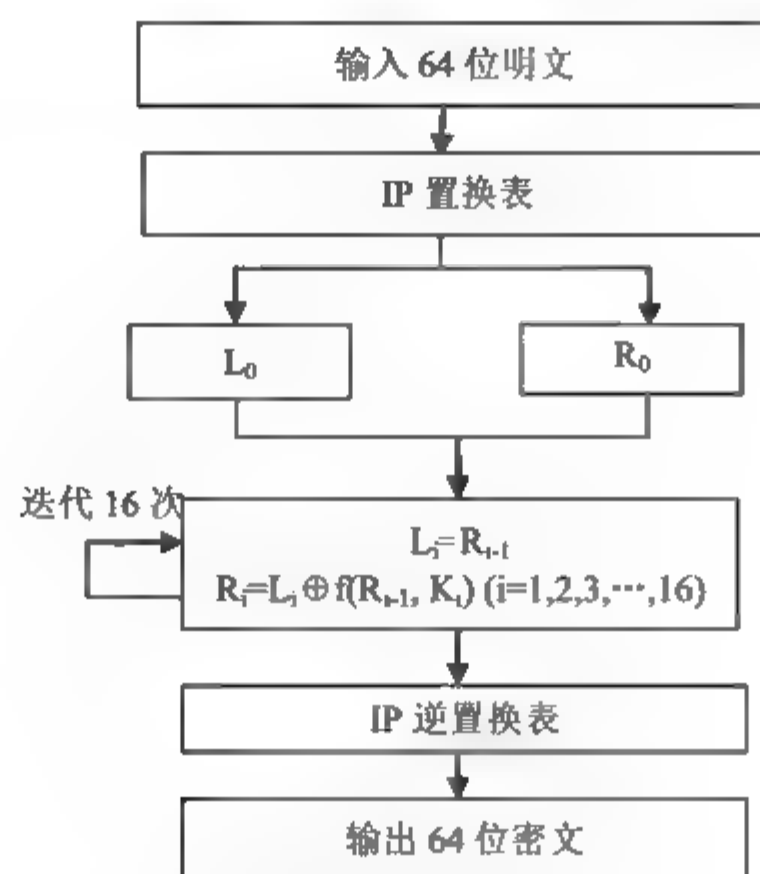 输入 64 位明文
IP 置换表
L₀
R₀
迭代 16 次
Lᵢ=Rᵢ₋₁
Rᵢ=Lᵢ⊕f(Rᵢ₋₁, Kᵢ) (i=1,2,3,⋯,16)
IP 逆置换表
输出 64 位密文